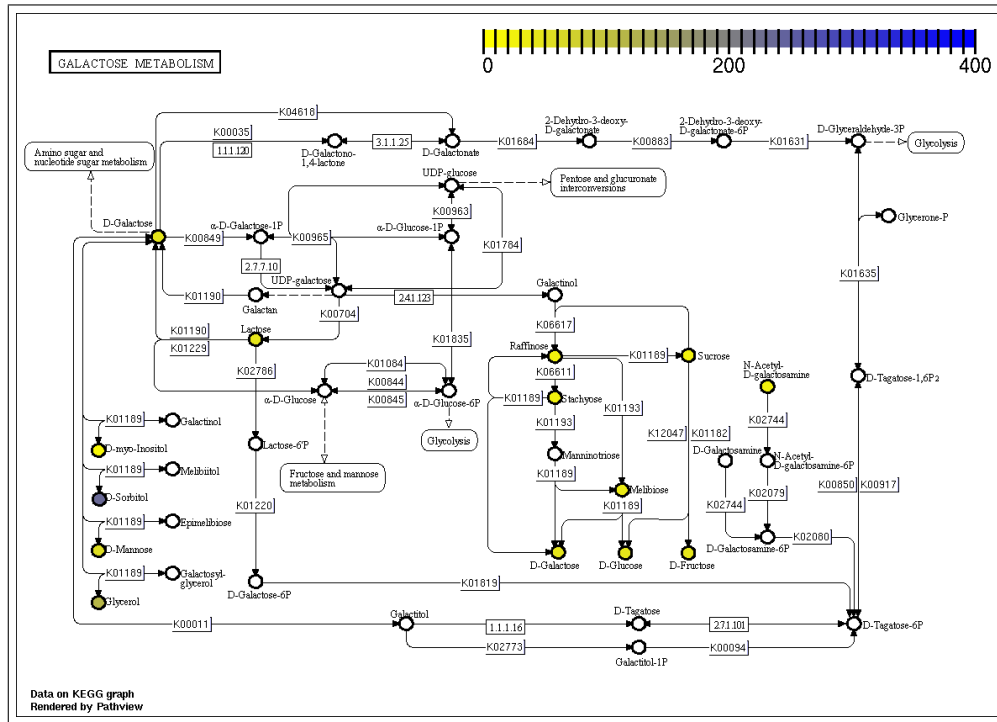 0
200
400
GALACTOSE METABOLISM
K04618
K00035
1.1.1.120
D-Galactono-
1,4-lactone
3.1.1.25
D-Galactonate
K01684
2-Dehydro-3-deoxy-
D-galactonate
K00883
2-Dehydro-3-deoxy-
D-galactonate-6P
K01631
D-Glyceraldehyde-3P
Glycolysis
Amino sugar and
nucleotide sugar metabolism
UDP-glucose
Pentose and glucuronate
interconversions
K00963
D-Galactose
K00849
α-D-Galactose-1P
K00965
α-D-Glucose-1P
K01784
Glycerone-P
2.7.7.10
UDP-galactose
K01190
Galactan
2.4.1.123
Galactinol
K01635
K00704
K01190
K01229
Lactose
K01835
K06617
K02786
K01084
K00844
K00845
α-D-Glucose
α-D-Glucose-6P
Raffinose
K01189
Sucrose
K06611
K01189
Stachyose
K01193
K01193
N-Acetyl-
D-galactosamine
D-Tagatose-1,6P2
K02744
K01189
Galactinol
D-myo-Inositol
Lactose-6'P
Glycolysis
Fructose and mannose
metabolism
Manninotriose
K01189
K12047
K01182
D-Galactosamine
N-Acetyl-
D-galactosamine-6P
K01189
Melibiitol
D-Sorbitol
K01220
Melibiose
K01189
K02744
K02079
K00850
K00917
K01189
Epimelibiose
D-Mannose
D-Galactose
D-Glucose
D-Fructose
K02080
D-Galactosamine-6P
K01189
Galactosyl-
glycerol
Glycerol
D-Galactose-6P
K01819
K00011
Galactitol
1.1.1.16
D-Tagatose
2.7.1.101
D-Tagatose-6P
K02773
Galactitol-1P
K00094
Data on KEGG graph
Rendered by Pathview